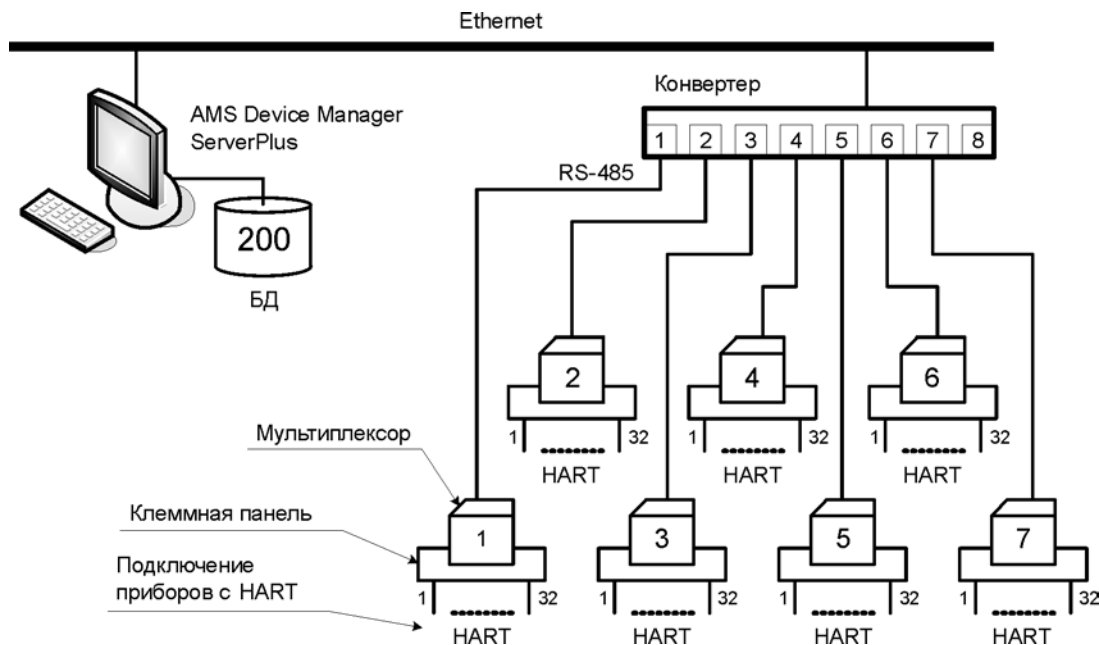 Ethernet
Конвертер
AMS Device Manager
ServerPlus
1 2 3 4 5 6 7 8
RS-485
200
БД
2
4
6
1 32
1 32
1 32
HART
HART
HART
Мультиплексор
Клеммная панель
1
3
5
7
Подключение
приборов с HART
1 32
1 32
1 32
1 32
HART
HART
HART
HART